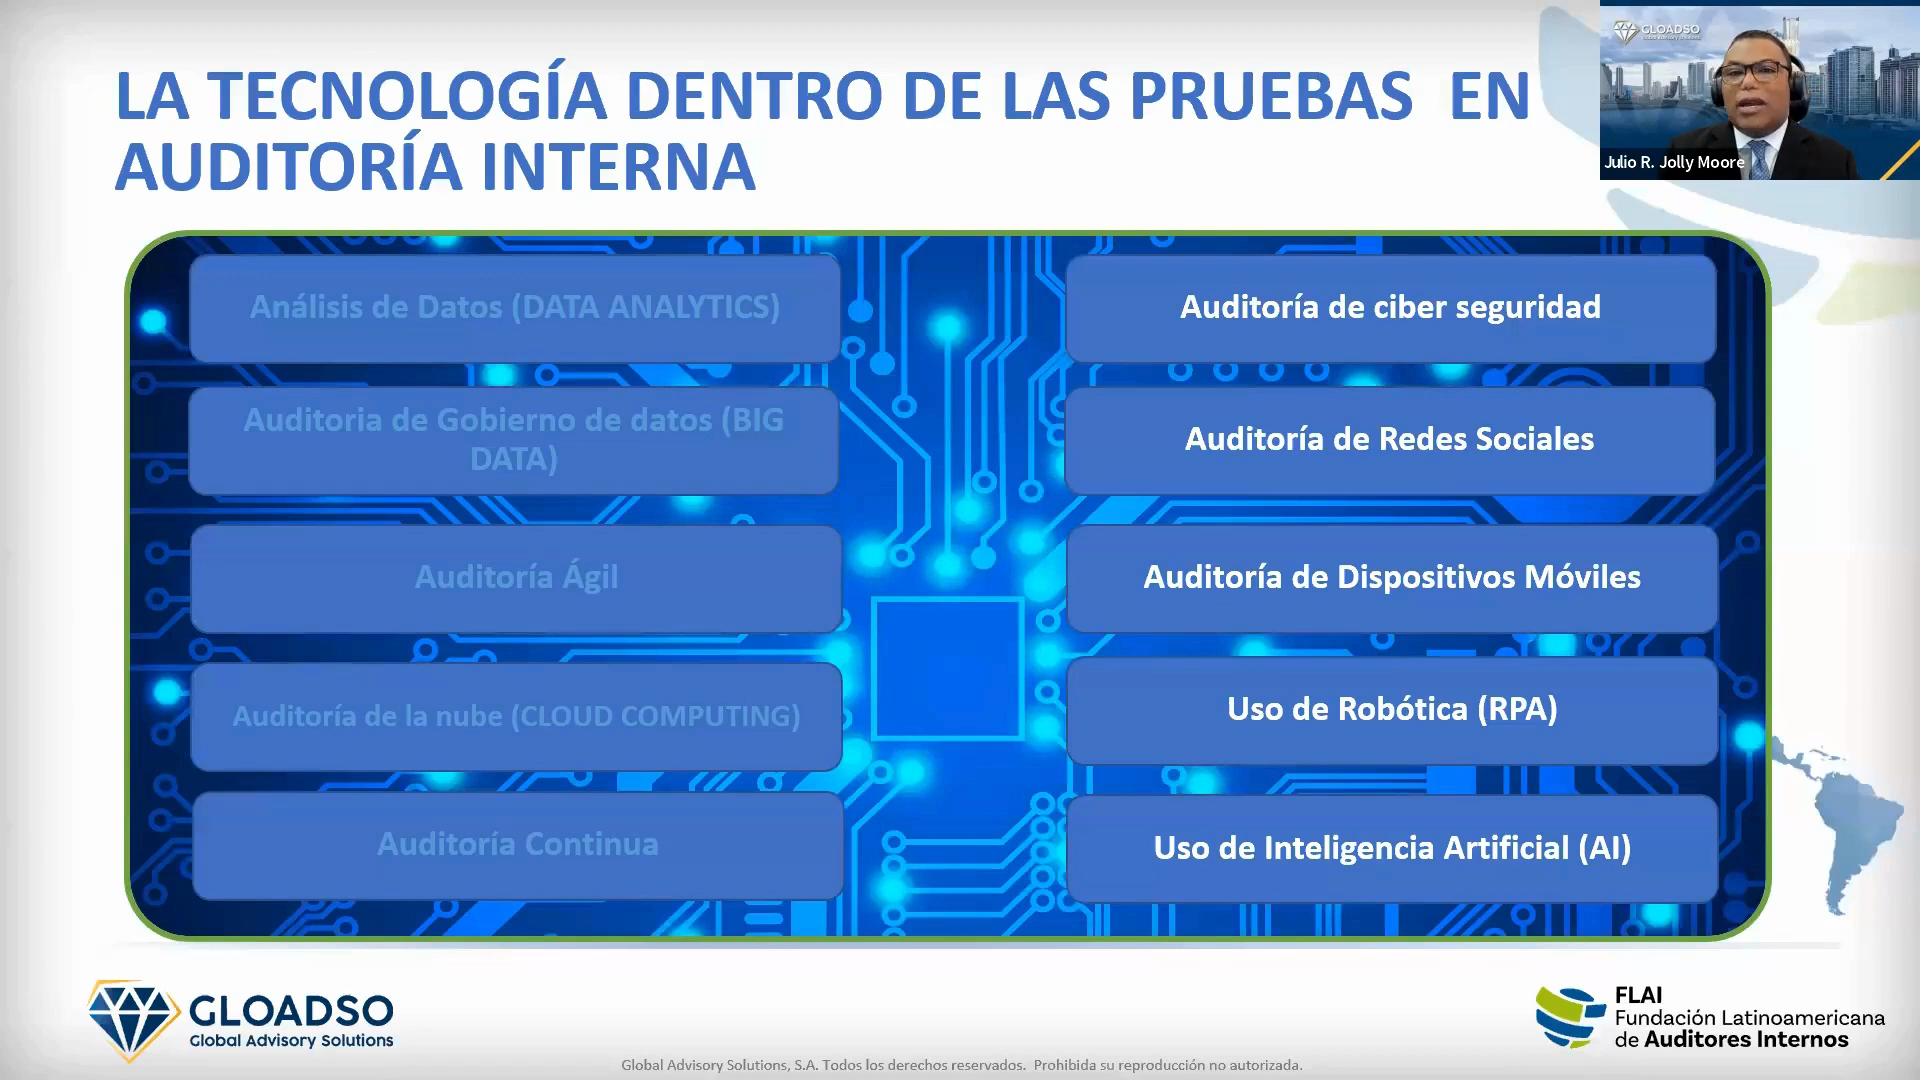 LA TECNOLOGÍA DENTRO DE LAS PRUEBAS EN
AUDITORÍA INTERNA
GLOADSO
Julio R. Jolly Moore
Análisis de Datos (DATA ANALYTICS)
Auditoria de Gobierno de datos (BIG
DATA)
Auditoría Ágil
Auditoría de la nube (CLOUD COMPUTING)
Auditoría Continua
Auditoría de ciber seguridad
Auditoría de Redes Sociales
Auditoría de Dispositivos Móviles
Uso de Robótica (RPA)
Uso de Inteligencia Artificial (AI)
GLOADSO
Global Advisory Solutions
Global Advisory Solutions, S.A. Todos los derechos reservados. Prohibida su reproducción no autorizada.
FLAI
Fundación Latinoamericana
de Auditores Internos